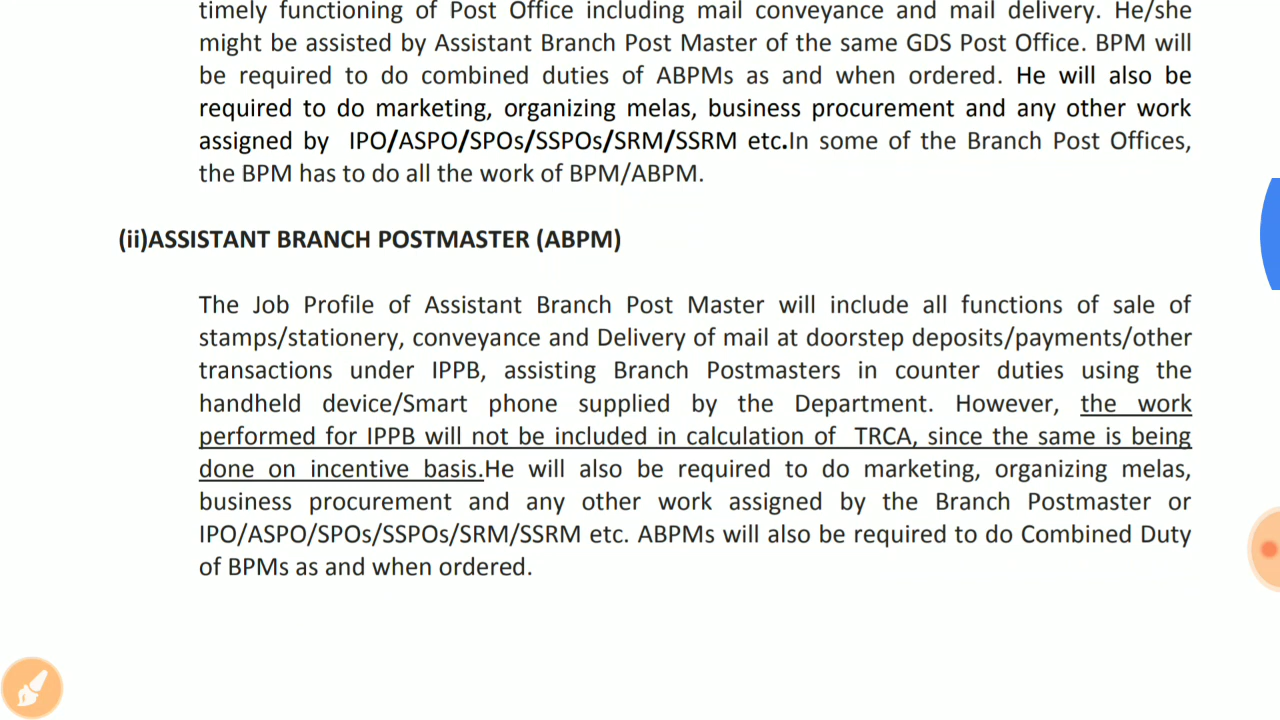 timely functioning of Post Office including mail conveyance and mail delivery. He/she
might be assisted by Assistant Branch Post Master of the same GDS Post Office. BPM will
be required to do combined duties of ABPMs as and when ordered. He will also be
required to do marketing, organizing melas, business procurement and any other work
assigned by IPO/ASPO/SPOs/SSPOs/SRM/SSRM etc.In some of the Branch Post Offices,
the BPM has to do all the work of BPM/ABPM.
(ii)ASSISTANT BRANCH POSTMASTER (ABPM)
The Job Profile of Assistant Branch Post Master will include all functions of sale of
stamps/stationery, conveyance and Delivery of mail at doorstep deposits/payments/other
transactions under IPPB, assisting Branch Postmasters in counter duties using the
handheld device/Smart phone supplied by the Department. However, the work
performed for IPPB will not be included in calculation of TRCA, since the same is being
done on incentive basis.He will also be required to do marketing, organizing melas,
business procurement and any other work assigned by the Branch Postmaster or
IPO/ASPO/SPOs/SSPOs/SRM/SSRM etc. ABPMs will also be required to do Combined Duty
of BPMs as and when ordered.